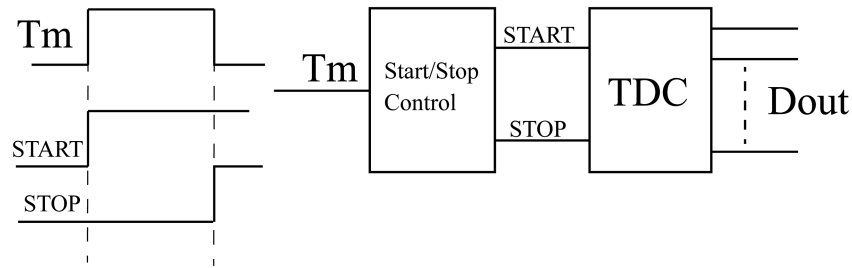 Tm
START
STOP
Tm
Start/Stop
Control
START
STOP
TDC
Dout